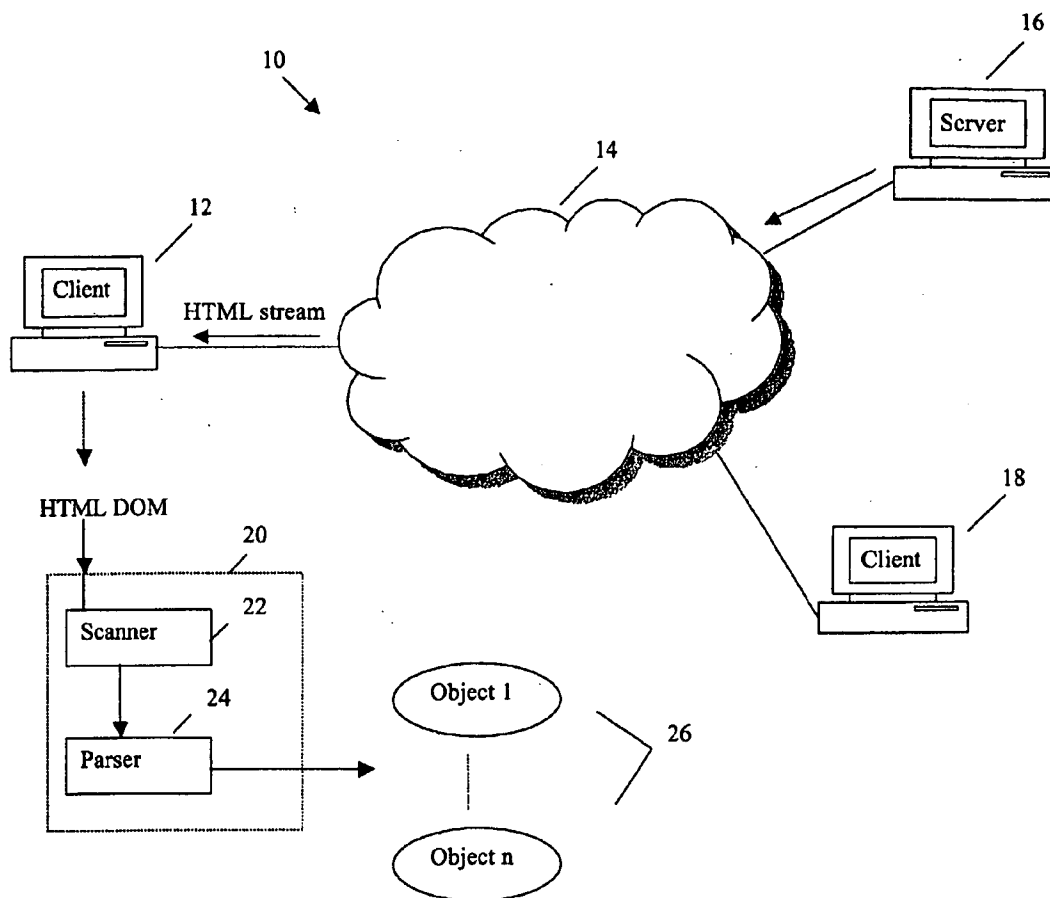 16
10
Server
14
12
Client
HTML stream
18
HTML DOM
Client
20
Scanner
22
Object 1
24
26
Parser
Object n